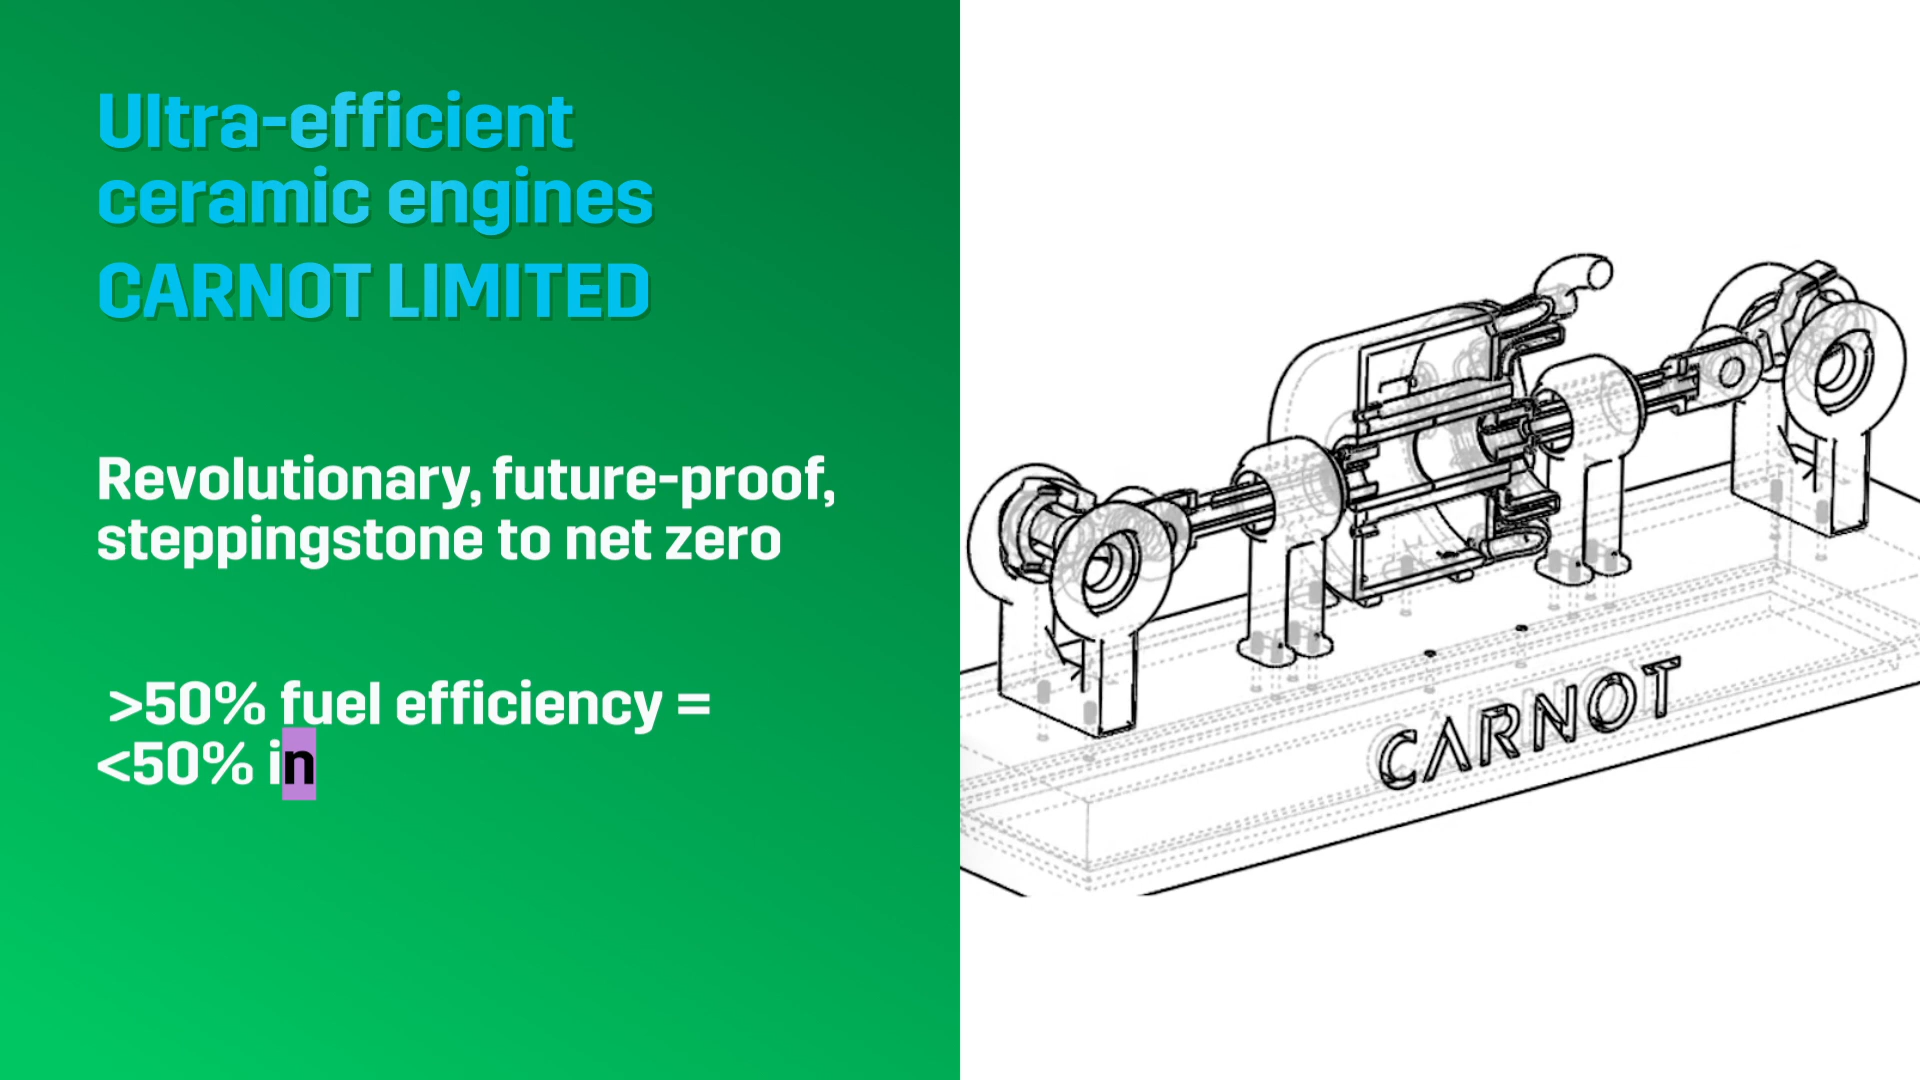 Ultra-efficient
ceramic engines
CARNOT LIMITED
Revolutionary, future-proof,
steppingstone to net zero
>50% fuel efficiency =
<50% in
CARNOT